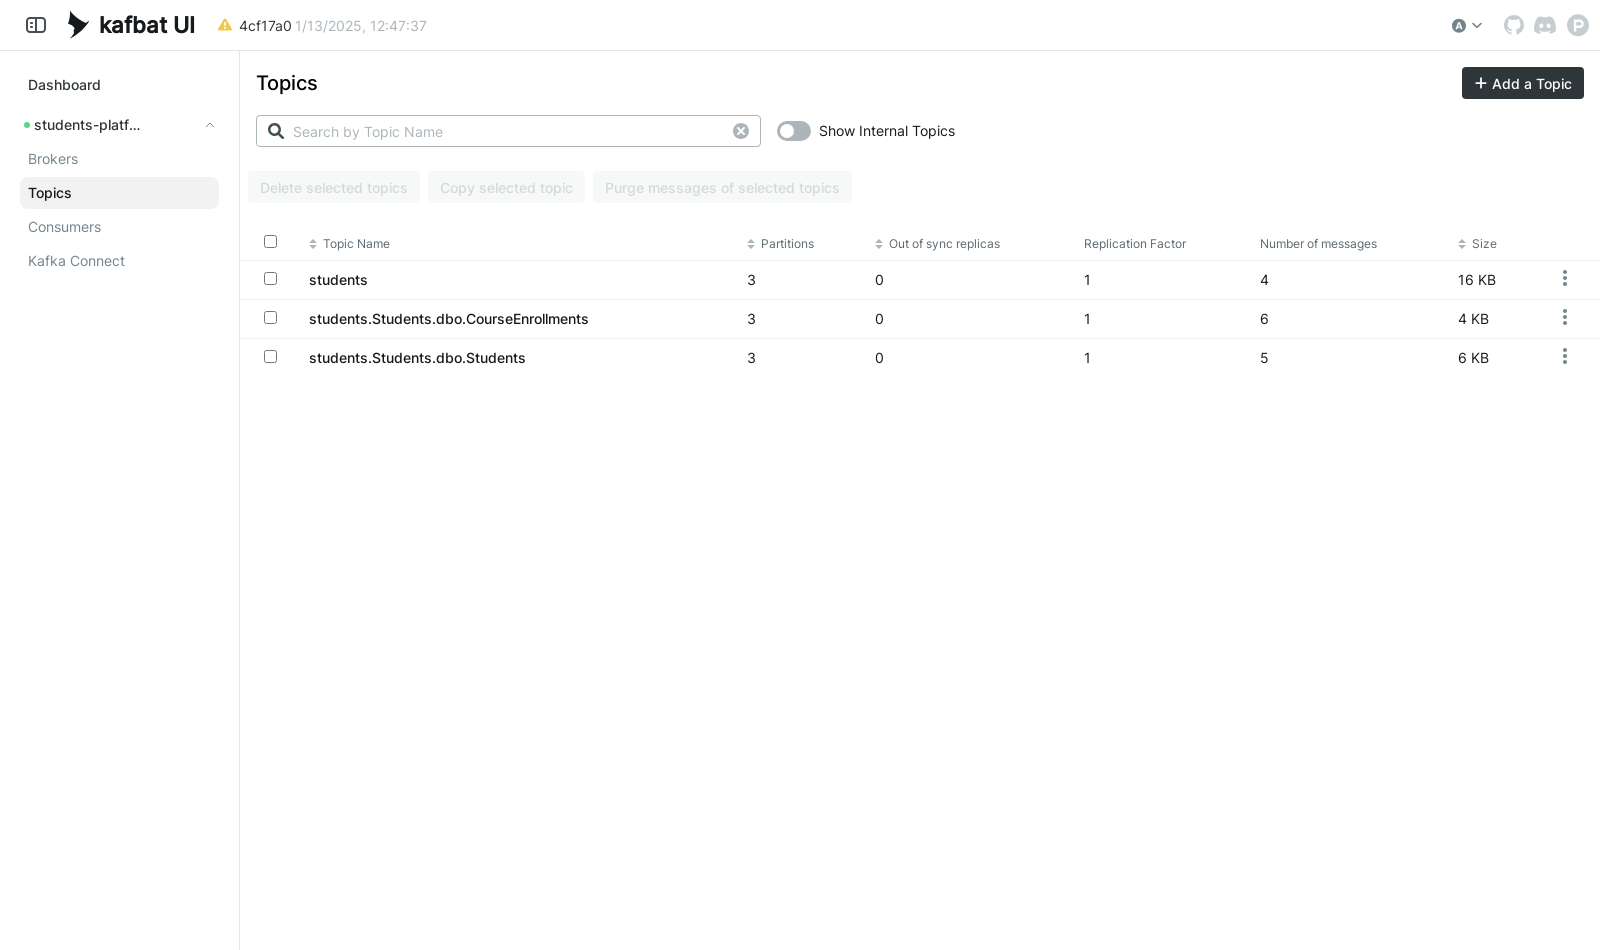 kafbat UI 4cf17a0 1/13/2025, 12:47:37 A
Dashboard
students-platf...
Brokers
Topics
Consumers
Kafka Connect
Topics
+ Add a Topic
Search by Topic Name
Show Internal Topics
Delete selected topics Copy selected topic Purge messages of selected topics
Topic Name Partitions Out of sync replicas Replication Factor Number of messages Size
students 3 0 1 4 16 KB
students.Students.dbo.CourseEnrollments 3 0 1 6 4 KB
students.Students.dbo.Students 3 0 1 5 6 KB